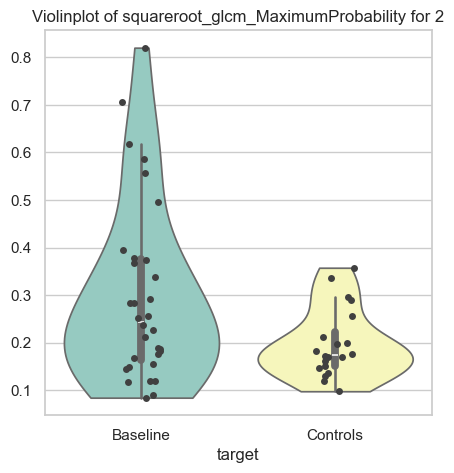 Violinplot of squareroot_glcm_MaximumProbability for 2
0.8
0.7
0.6
0.5
0.4
0.3
0.2
0.1
Baseline
Controls
target